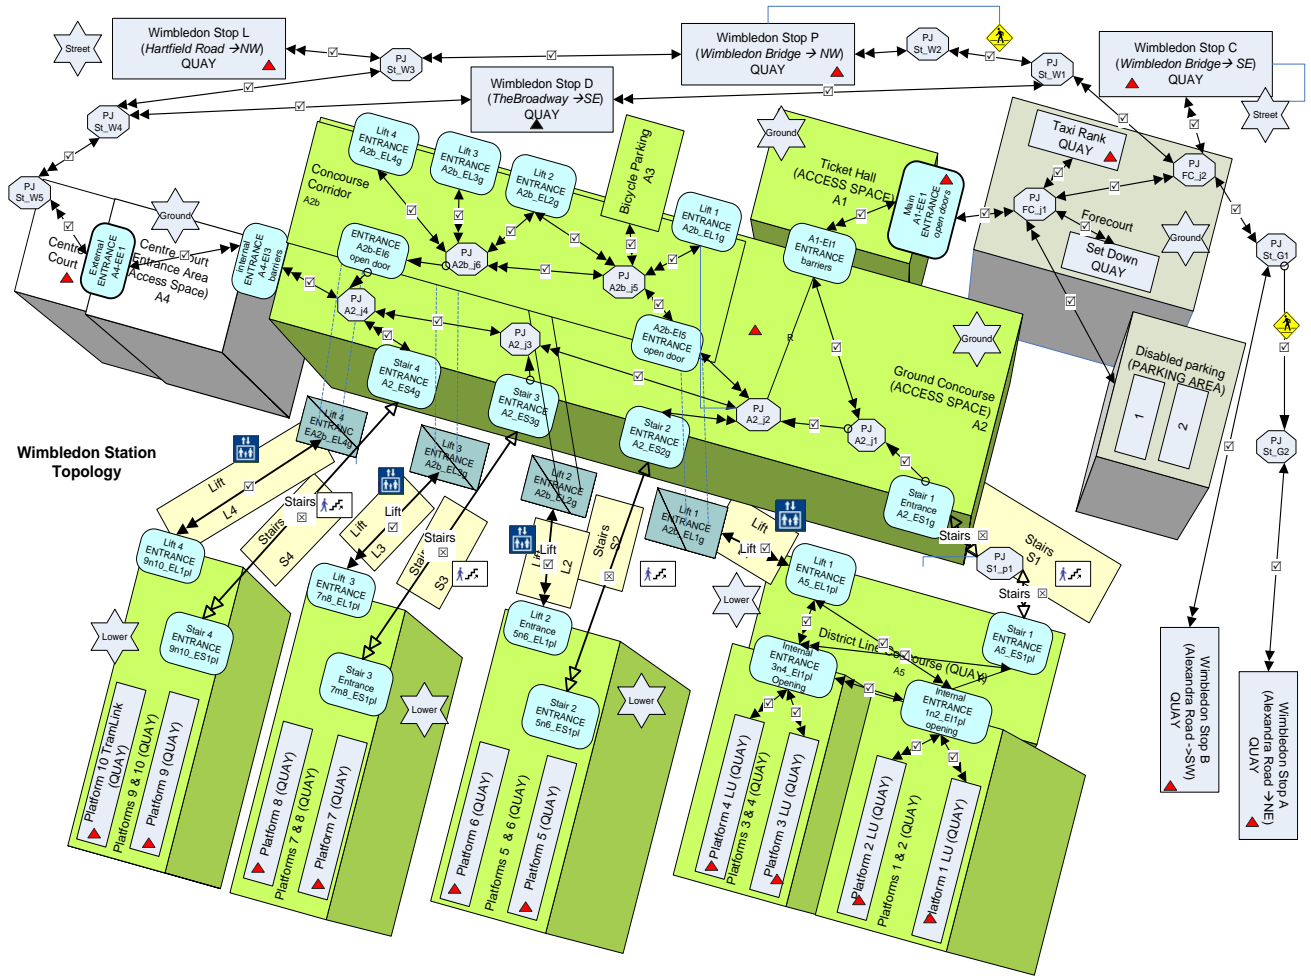 Wimbledon Stop L
(Hartfield Road →NW)
QUAY
Street
PJ
St_W3
Wimbledon Stop P
(Wimbledon Bridge → NW)
QUAY
PJ
St_W2
PJ
St_W1
Wimbledon Stop C
(Wimbledon Bridge→ SE)
QUAY
Street
Wimbledon Stop D
(TheBroadway →SE)
QUAY
PJ
St_W4
PJ
St_W5
Lift 4
ENTRANCE
A2b_EL4g
Lift 3
ENTRANCE
A2b_EL3g
Lift 2
ENTRANCE
A2b_EL2g
Bicycle Parking
A3
Lift 1
ENTRANCE
A2b_EL1g
Concourse
Corridor
A2b
Ground
Ticket Hall
(ACCESS SPACE)
A1
Main
A1-EE1
ENTRANCE
open doors
Taxi Rank
QUAY
PJ
FC_j2
PJ
FC_j1
Forecourt
Set Down
QUAY
Ground
PJ
St_G1
Ground
Centre
Court
External
ENTRANCE
A4-EE1
Centre Court
Entrance Area
(Access Space)
A4
Internal
ENTRANCE
A4-EI3
barriers
ENTRANCE
A2b-EI6
open door
PJ
A2b_j6
PJ
A2b_j5
A1-EI1
ENTRANCE
barriers
PJ
A2_j4
PJ
A2_j3
A2b-EI5
ENTRANCE
open door
R
Ground
Ground Concourse
(ACCESS SPACE)
A2
Disabled parking
(PARKING AREA)
1
2
Stair 4
ENTRANCE
A2_ES4g
Stair 3
ENTRANCE
A2_ES3g
Stair 2
ENTRANCE
A2_ES2g
PJ
A2_j2
PJ
A2_j1
PJ
St_G2
Wimbledon Station
Topology
Lift 4
ENTRANC
EA2b_EL4g
Lift 3
ENTRANCE
A2b_EL3g
Lift 2
ENTRANCE
A2b_EL2g
Lift 1
ENTRANCE
A2b_EL1g
Stair 1
Entrance
A2_ES1g
Lift
L4
Stairs
Stairs
S4
Lift
Lift
L3
Stairs
Stairs
S3
Lift
L2
Stairs
S2
Lift
Stairs
Stairs
S1
Stairs
PJ
S1_p1
Lift 4
ENTRANCE
9n10_EL1pl
Lift 3
ENTRANCE
7n8_EL1pl
Lift 2
Entrance
5n6_EL1pl
Lift 1
ENTRANCE
A5_EL1pl
Lower
Lower
Stair 4
ENTRANCE
9n10_ES1pl
Stair 3
Entrance
7m8_ES1pl
Stair 2
ENTRANCE
5n6_ES1pl
Internal
ENTRANCE
3n4_EI1pl
Opening
District Line Concourse (QUAY)
A5
Stair 1
ENTRANCE
A5_ES1pl
Internal
ENTRANCE
1n2_EI1pl
opening
Lower
Lower
Platform 10 TramLink
(QUAY)
Platforms 9 & 10 (QUAY)
Platform 9 (QUAY)
Platform 8 (QUAY)
Platforms 7 & 8 (QUAY)
Platform 7 (QUAY)
Platform 6 (QUAY)
Platforms 5 & 6 (QUAY)
Platform 5 (QUAY)
Platform 4 LU (QUAY)
Platforms 3 & 4 (QUAY)
Platform 3 LU (QUAY)
Platform 2 LU (QUAY)
Platforms 1 & 2 (QUAY)
Platform 1 LU (QUAY)
Wimbledon Stop B
(Alexandra Road ->SW)
QUAY
Wimbledon Stop A
(Alexandra Road →NE)
QUAY